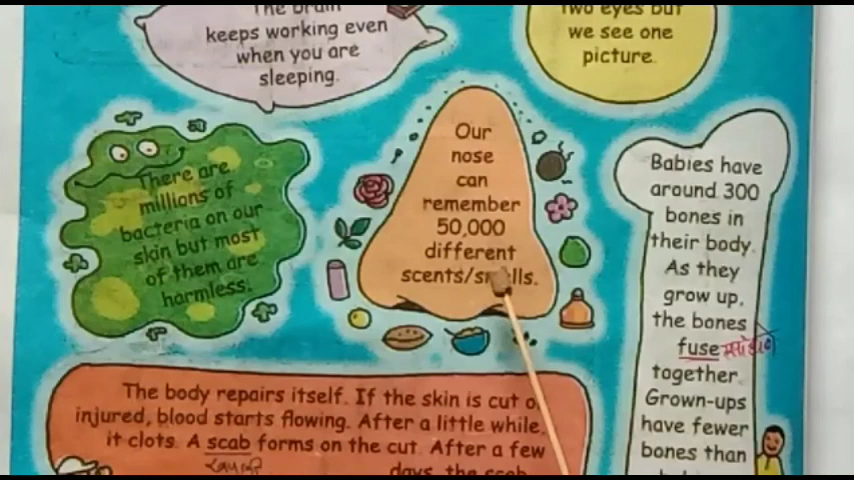 The brain
keeps working even
when you are
sleeping.
Two eyes but
we see one
picture.
There are
millions of
bacteria on our
skin but most
of them are
harmless.
Our
nose
can
remember
50,000
different
scents/smells.
Babies have
around 300
bones in
their body.
As they
grow up,
the bones
fuse
together.
Grown-ups
have fewer
bones than
The body repairs itself. If the skin is cut or
injured, blood starts flowing. After a little while,
it clots. A scab forms on the cut. After a few
days, the scab